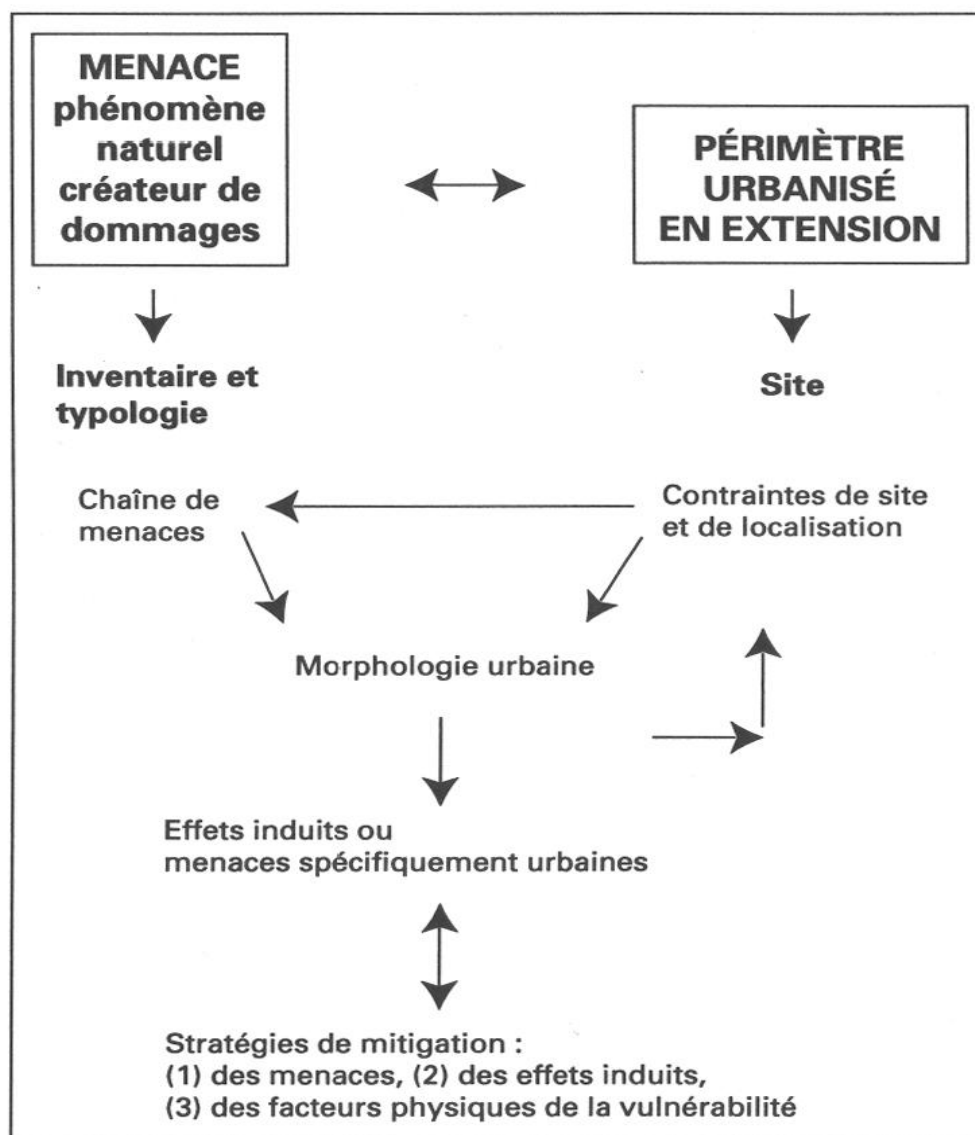 MENACE
phénomène
naturel
créateur de
dommages
PÉRIMÈTRE
URBANISÉ
EN EXTENSION
Inventaire et
typologie
Site
Chaîne de
menaces
Contraintes de site
et de localisation
Morphologie urbaine
Effets induits ou
menaces spécifiquement urbaines
Stratégies de mitigation :
(1) des menaces, (2) des effets induits,
(3) des facteurs physiques de la vulnérabilité